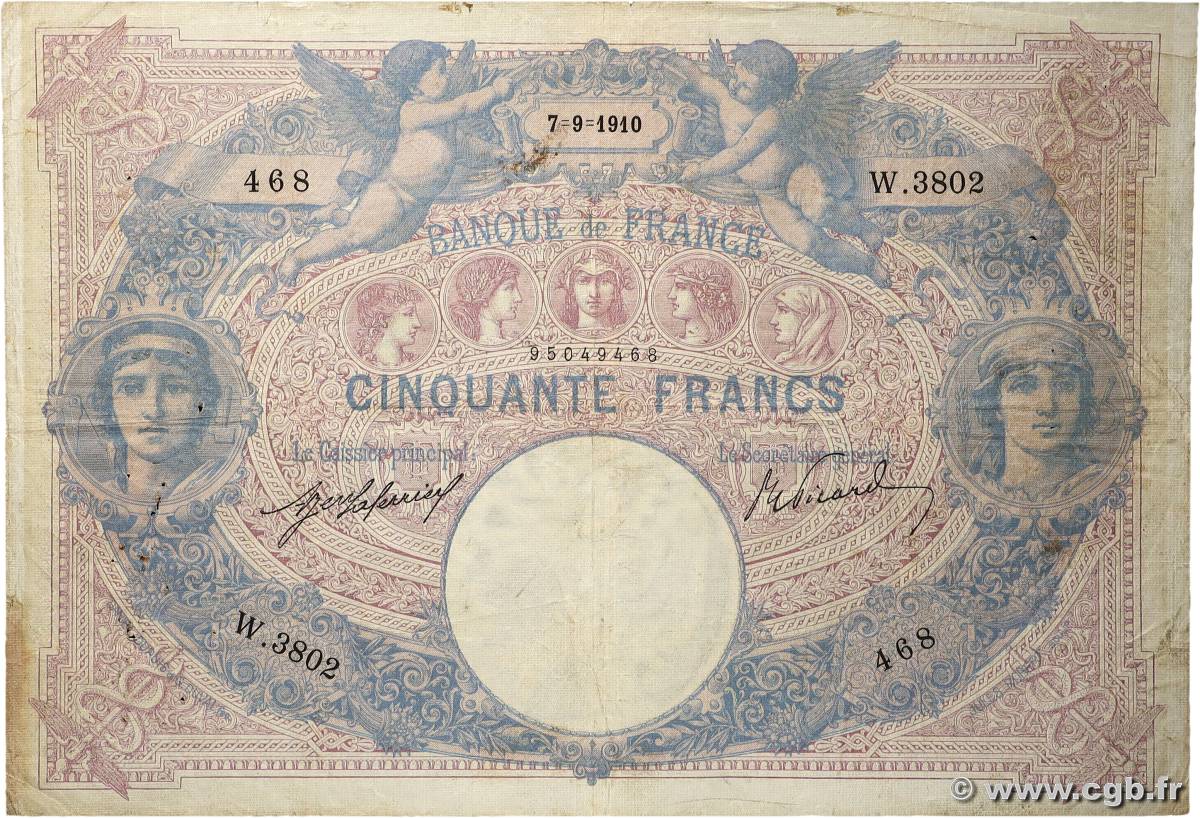 7=9=1910
468
W.3802
BANQUE de FRANCE
95049468
CINQUANTE FRANCS
Le Caissier principal,
Le Secrétaire général,
W.3802
468
© www.cgb.fr